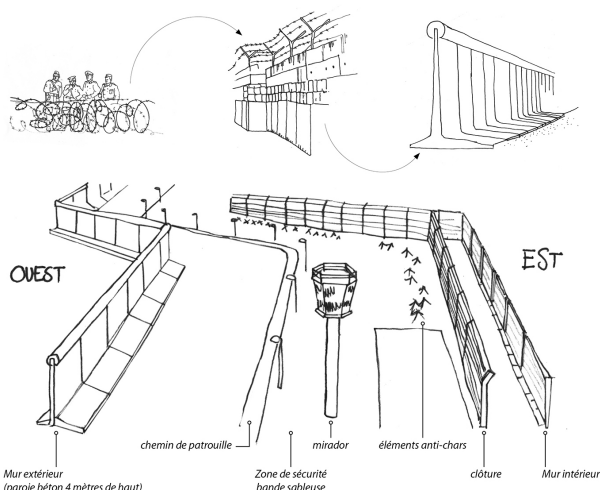 OUEST
EST
chemin de patrouille
mirador
éléments anti-chars
Mur extérieur
(paroie béton 4 mètres de haut)
Zone de sécurité
bande sableuse
clôture
Mur intérieur